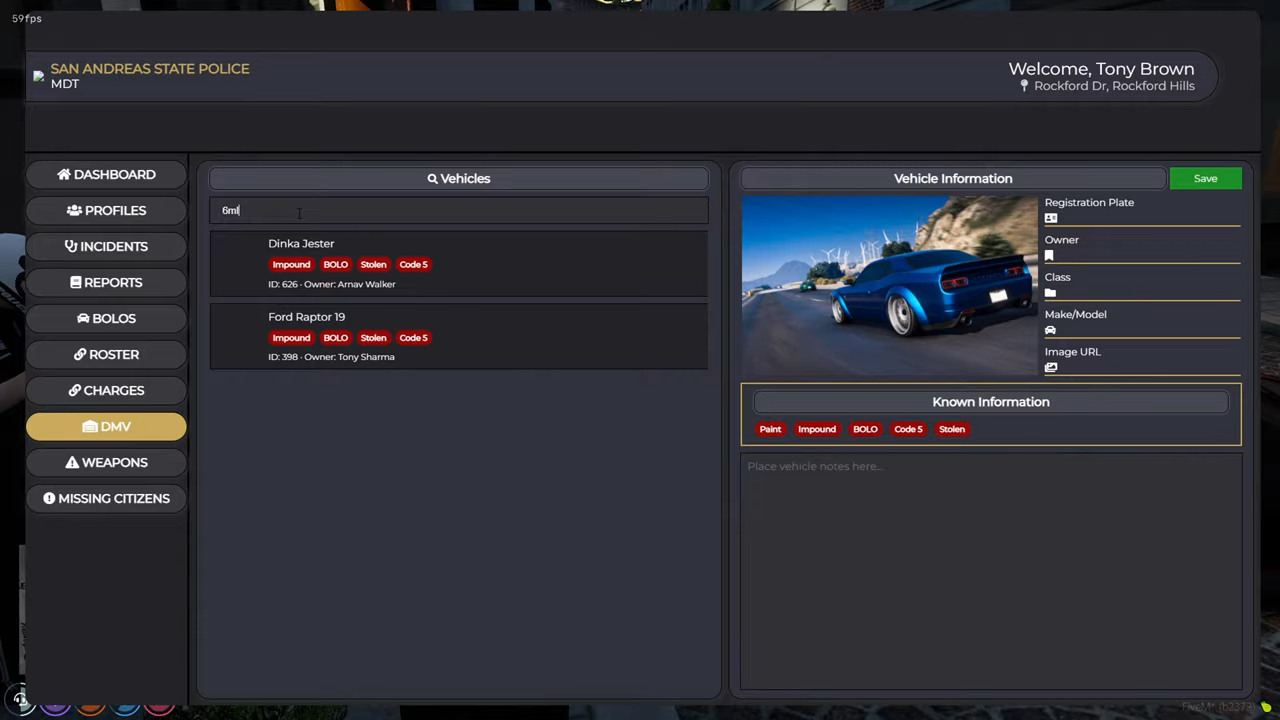 59fps
SAN ANDREAS STATE POLICE
MDT
Welcome, Tony Brown
Rockford Dr, Rockford Hills
DASHBOARD
PROFILES
INCIDENTS
REPORTS
BOLOS
ROSTER
CHARGES
DMV
WEAPONS
MISSING CITIZENS
Vehicles
6ml
Dinka Jester
Impound BOLO Stolen Code 5
ID: 626 · Owner: Arnav Walker
Ford Raptor 19
Impound BOLO Stolen Code 5
ID: 398 · Owner: Tony Sharma
Vehicle Information
Save
Registration Plate
Owner
Class
Make/Model
Image URL
Known Information
Paint Impound BOLO Code 5 Stolen
Place vehicle notes here...
FiveM* (b2372)